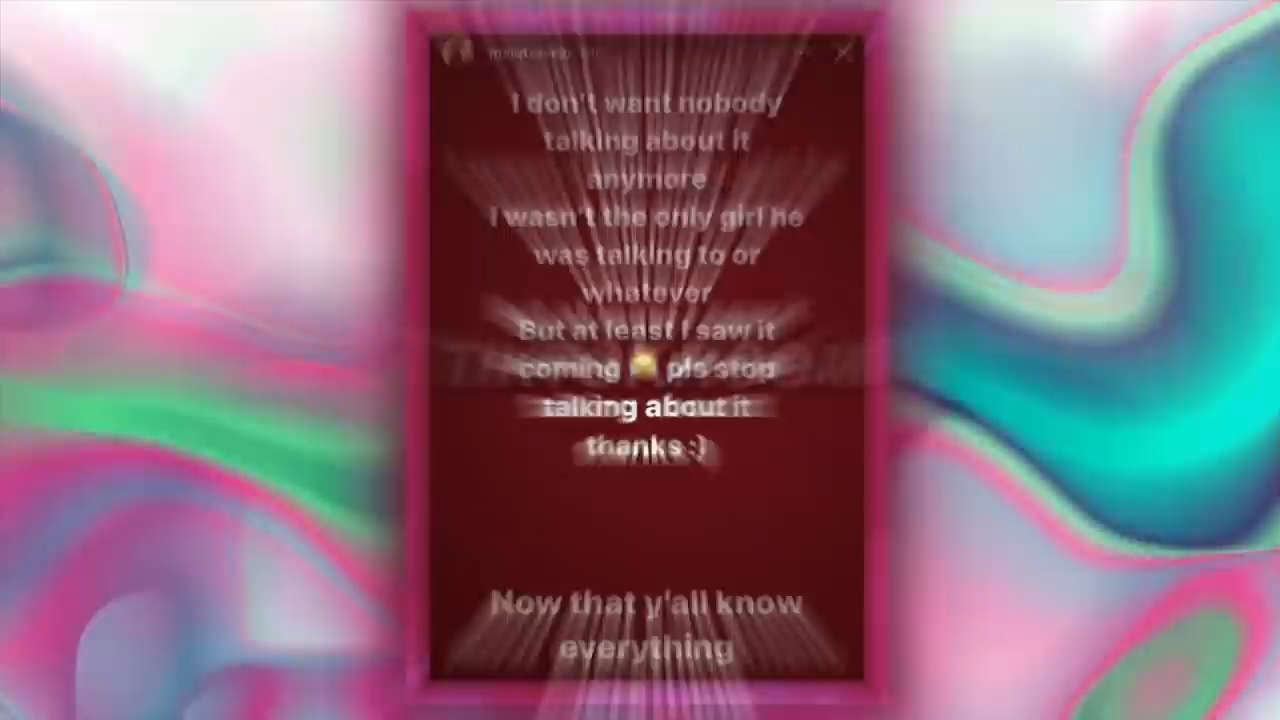 I don't want nobody
talking about it
anymore
I wasn't the only girl he
was talking to or
whatever
But at least I saw it
coming pls stop
talking about it
thanks :)
Now that y'all know
everything